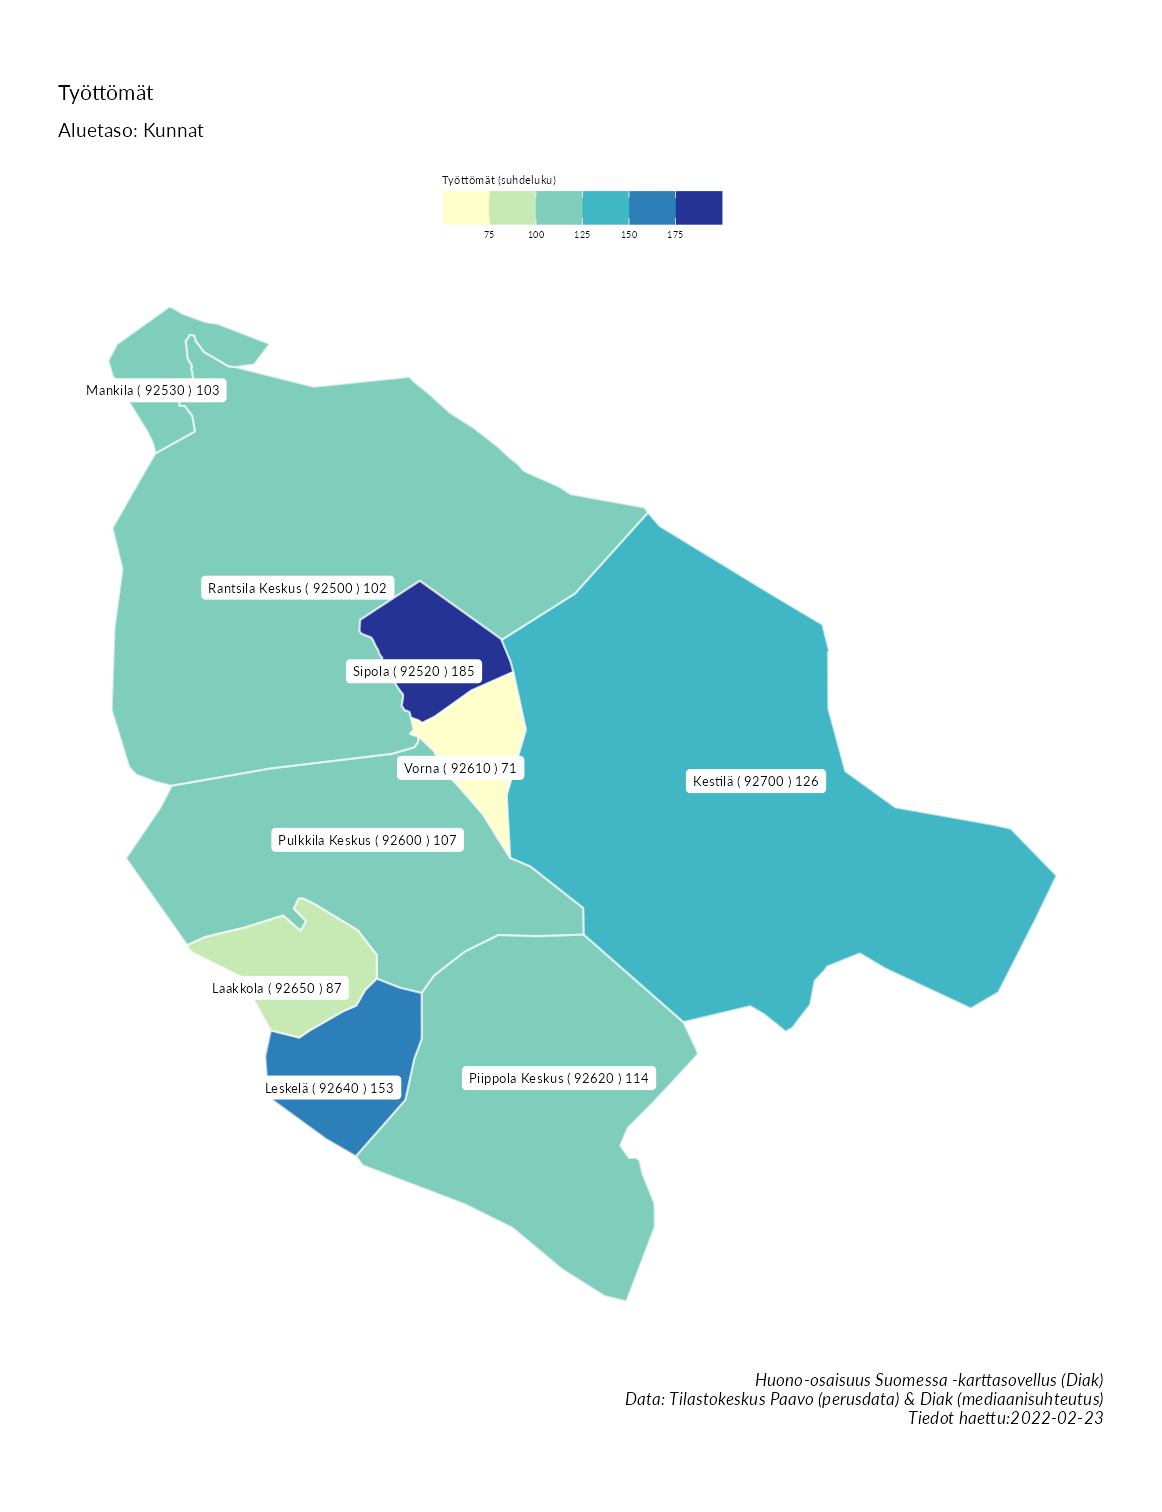 Työttömät
Aluetaso: Kunnat
Työttömät (suhdeluku)
75 100 125 150 175
Mankila ( 92530 ) 103
Rantsila Keskus ( 92500 ) 102
Sipola ( 92520 ) 185
Vorna ( 92610 ) 71
Kestilä ( 92700 ) 126
Pulkkila Keskus ( 92600 ) 107
Laakkola ( 92650 ) 87
Piippola Keskus ( 92620 ) 114
Leskelä ( 92640 ) 153
Huono-osaisuus Suomessa -karttasovellus (Diak)
Data: Tilastokeskus Paavo (perusdata) & Diak (mediaanisuhteutus)
Tiedot haettu:2022-02-23